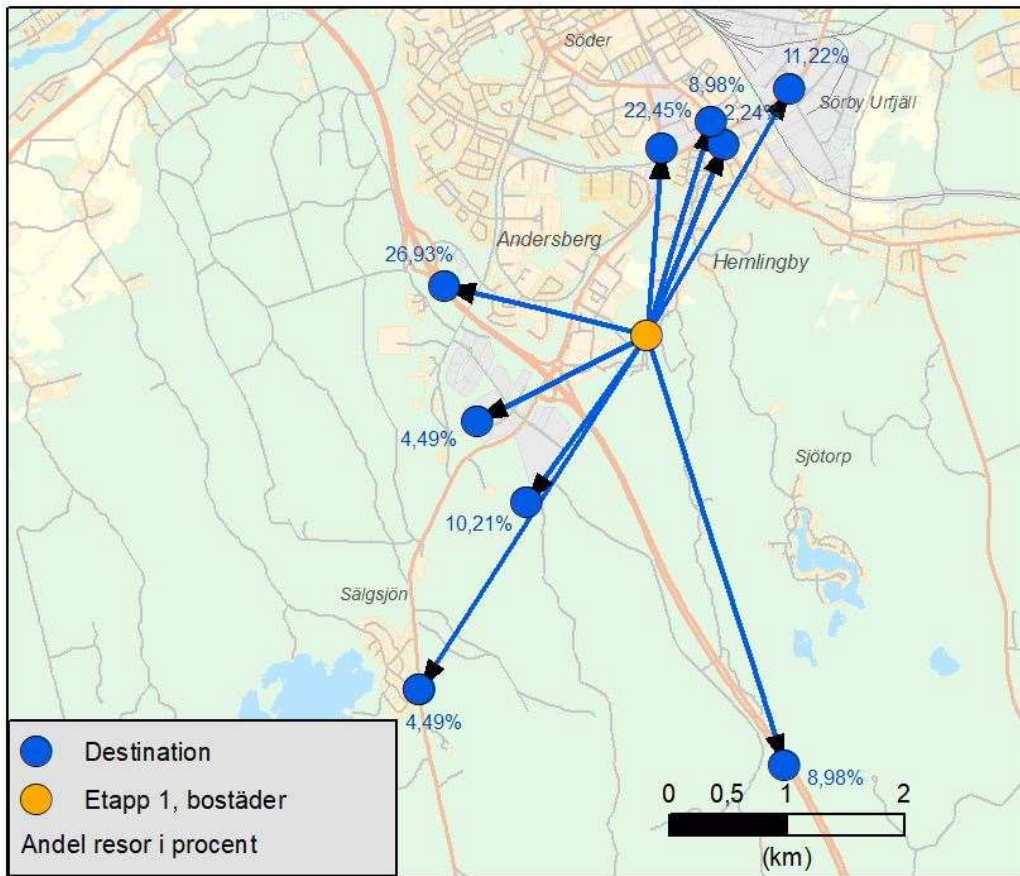 Söder
11,22%
8,98%
Sörby Urfjäll
22,45%
2,24%
Andersberg
26,93%
Hemlingby
4,49%
Sjötorp
10,21%
Sälgsjön
4,49%
8,98%
Destination
Etapp 1, bostäder
Andel resor i procent
0 0,5 1 2
(km)